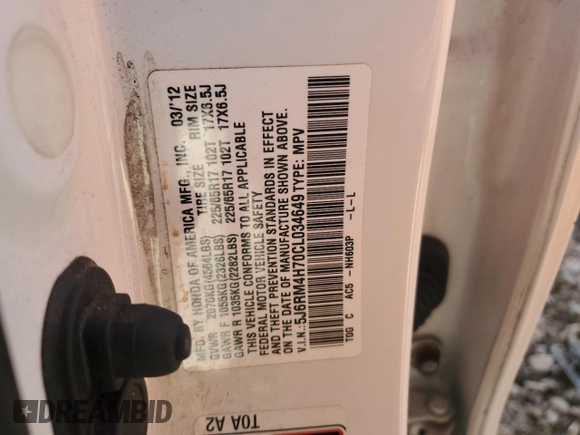 MFD. BY HONDA OF AMERICA MFG., INC. 03/'12
TIRE SIZE RIM SIZE
GVWR 2070KG(4564LBS)
GAWR F 1055KG(2326LBS) 225/65R17 102T 17X6.5J
GAWR R 1035KG(2282LBS) 225/65R17 102T 17X6.5J
THIS VEHICLE CONFORMS TO ALL APPLICABLE
FEDERAL MOTOR VEHICLE SAFETY
AND THEFT PREVENTION STANDARDS IN EFFECT
ON THE DATE OF MANUFACTURE SHOWN ABOVE.
V.I.N.: 5J6RM4H70CL034649 TYPE: MPV
T0G C AC5 -NH603P -L-L
T0A A2
DREAMBID